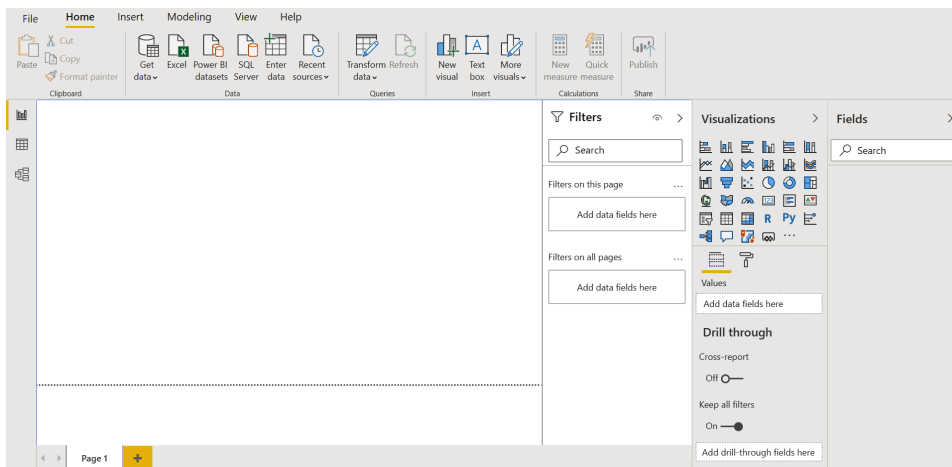 File Home Insert Modeling View Help
Paste
Cut
Copy
Format painter
Clipboard
Get data
Excel
Power BI datasets
SQL Server
Enter data
Recent sources
Data
Transform data
Refresh
Queries
New visual
Text box
More visuals
Insert
New measure
Quick measure
Calculations
Publish
Share
Filters
Search
Filters on this page ...
Add data fields here
Filters on all pages ...
Add data fields here
Visualizations
R Py
...
Values
Add data fields here
Drill through
Cross-report
Off
Keep all filters
On
Add drill-through fields here
Fields
Search
Page 1